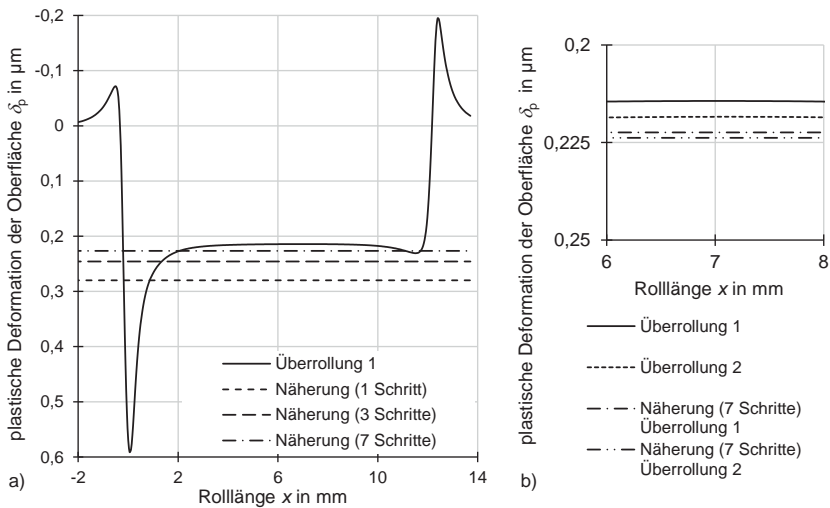 plastische Deformation der Oberfläche δp in µm
-0,2
-0,1
0
0,1
0,2
0,3
0,4
0,5
0,6
-2
2
6
10
14
Rolllänge x in mm
Überrollung 1
Näherung (1 Schritt)
Näherung (3 Schritte)
Näherung (7 Schritte)
a)
plastische Deformation der Oberfläche δp in µm
0,2
0,225
0,25
6
7
8
Rolllänge x in mm
Überrollung 1
Überrollung 2
Näherung (7 Schritte)
Überrollung 1
Näherung (7 Schritte)
Überrollung 2
b)